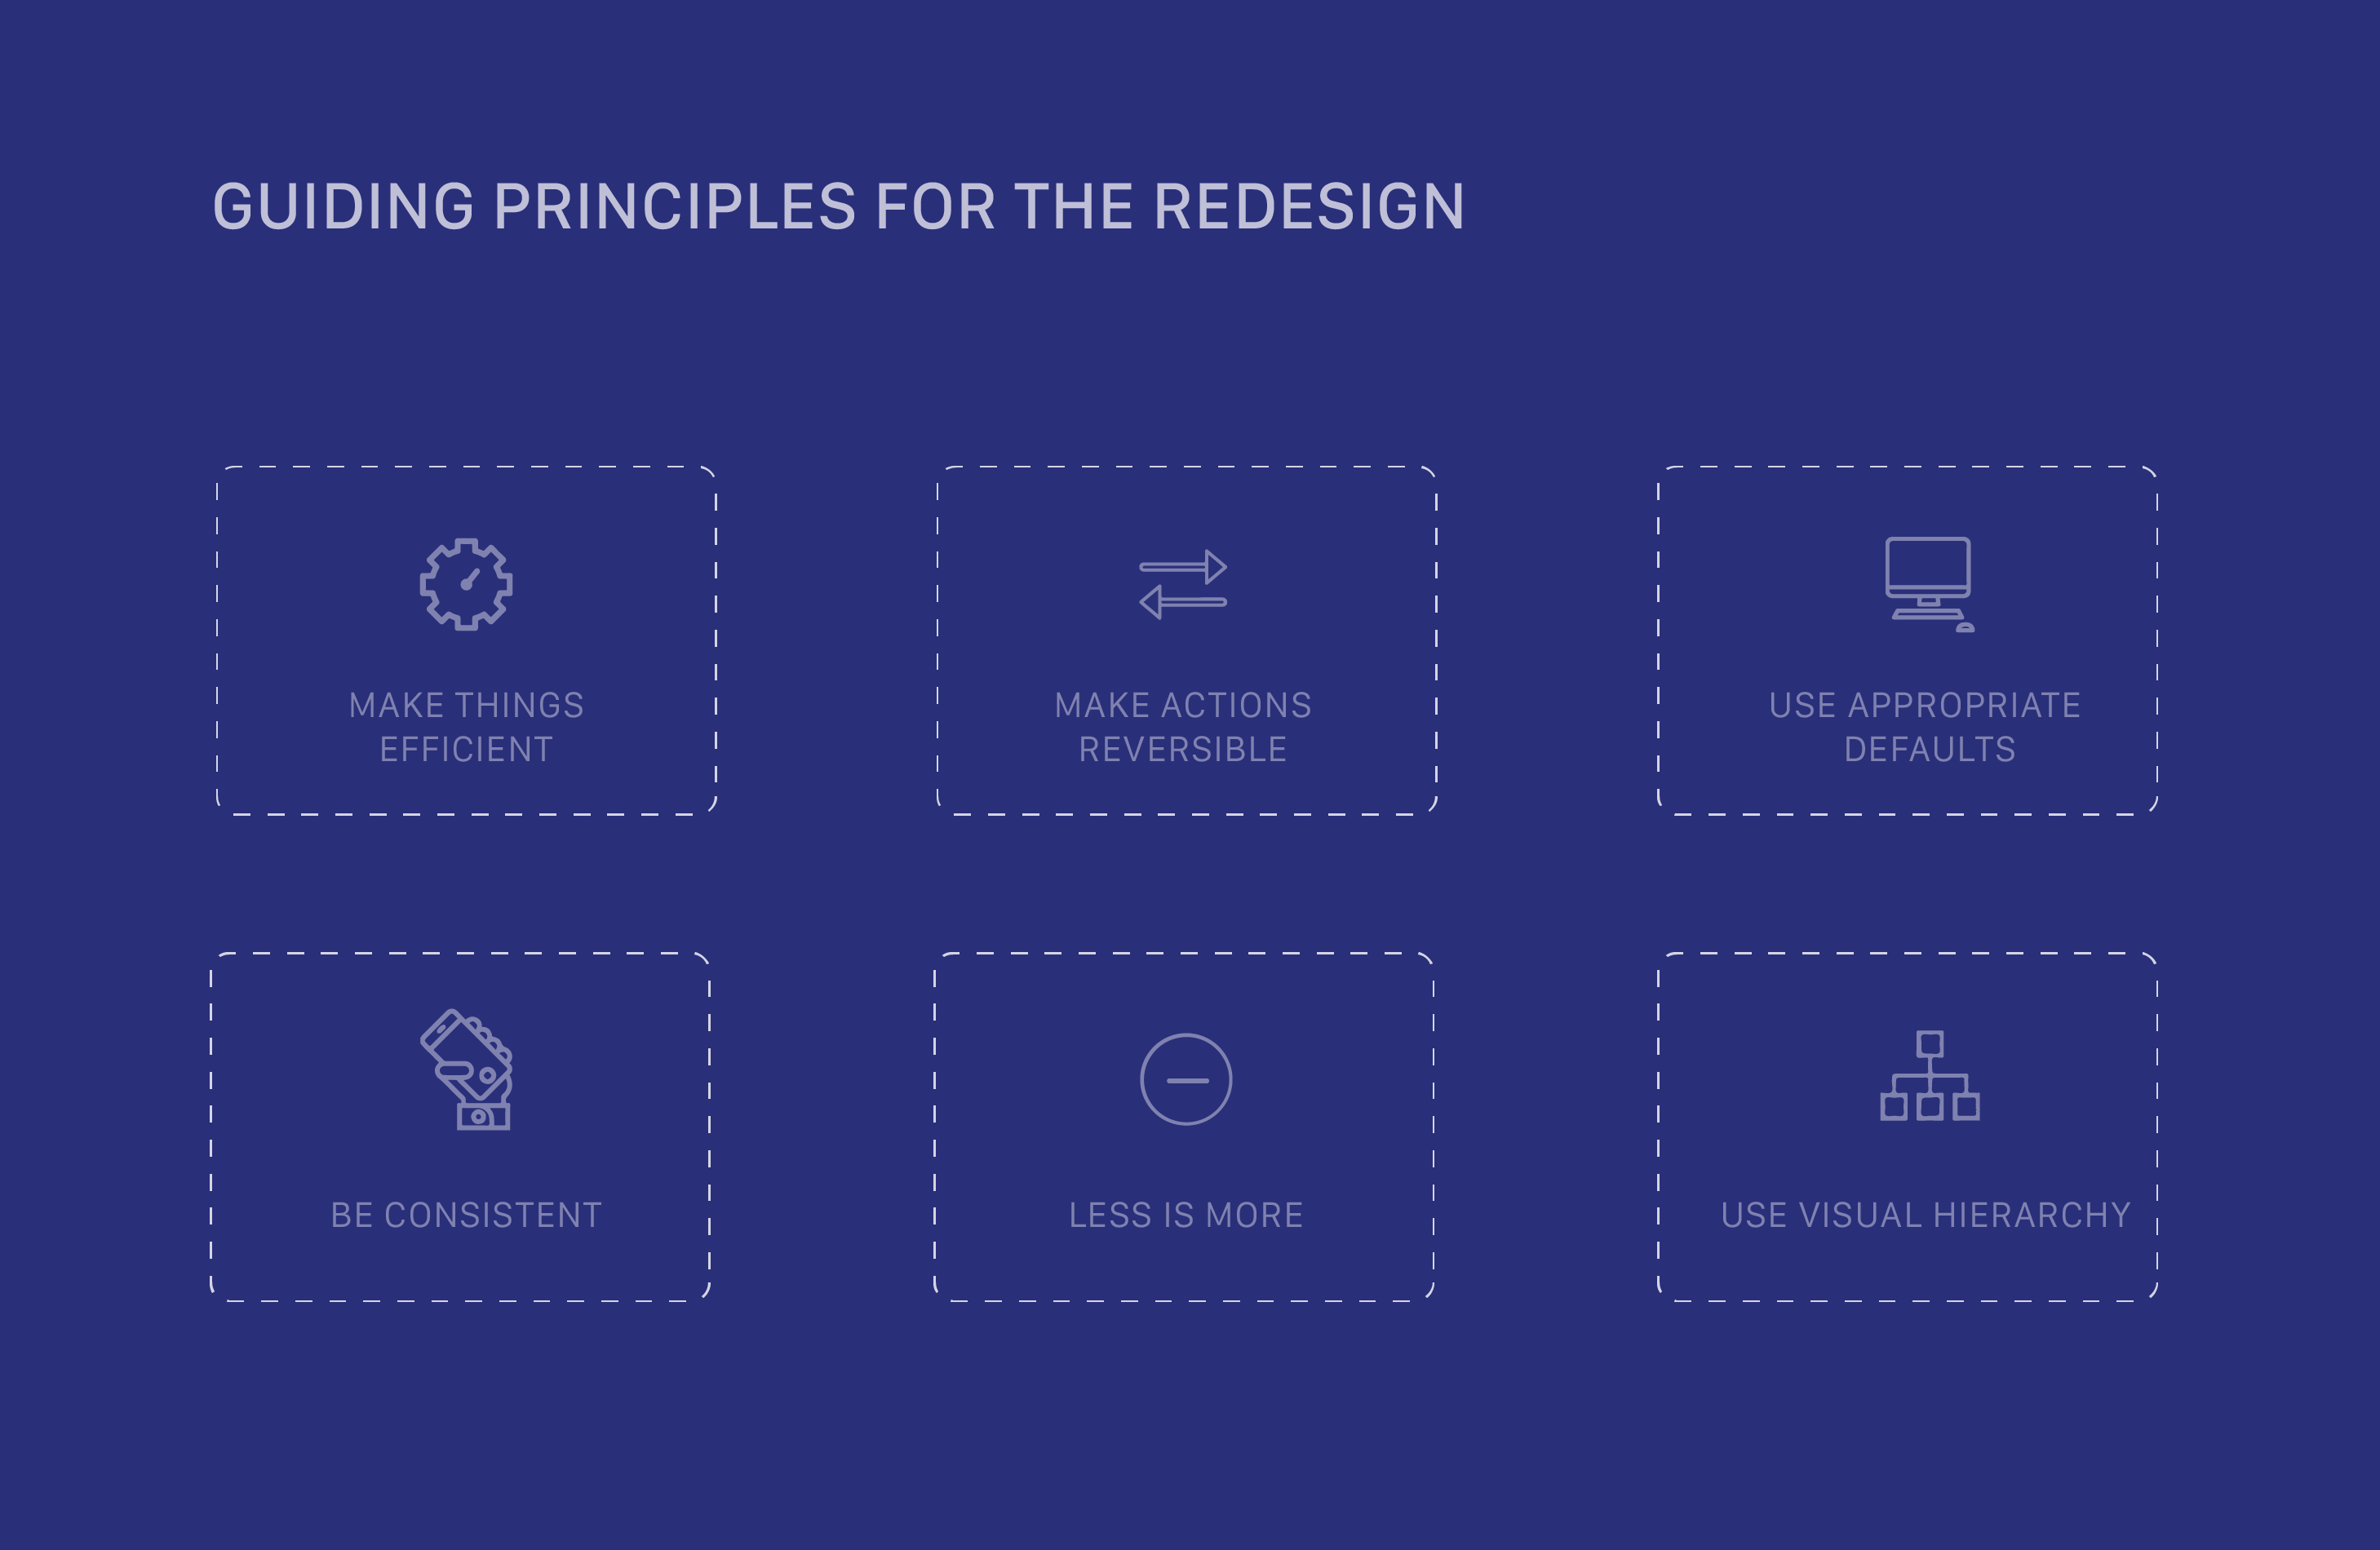 GUIDING PRINCIPLES FOR THE REDESIGN
MAKE THINGS
EFFICIENT
MAKE ACTIONS
REVERSIBLE
USE APPROPRIATE
DEFAULTS
BE CONSISTENT
LESS IS MORE
USE VISUAL HIERARCHY